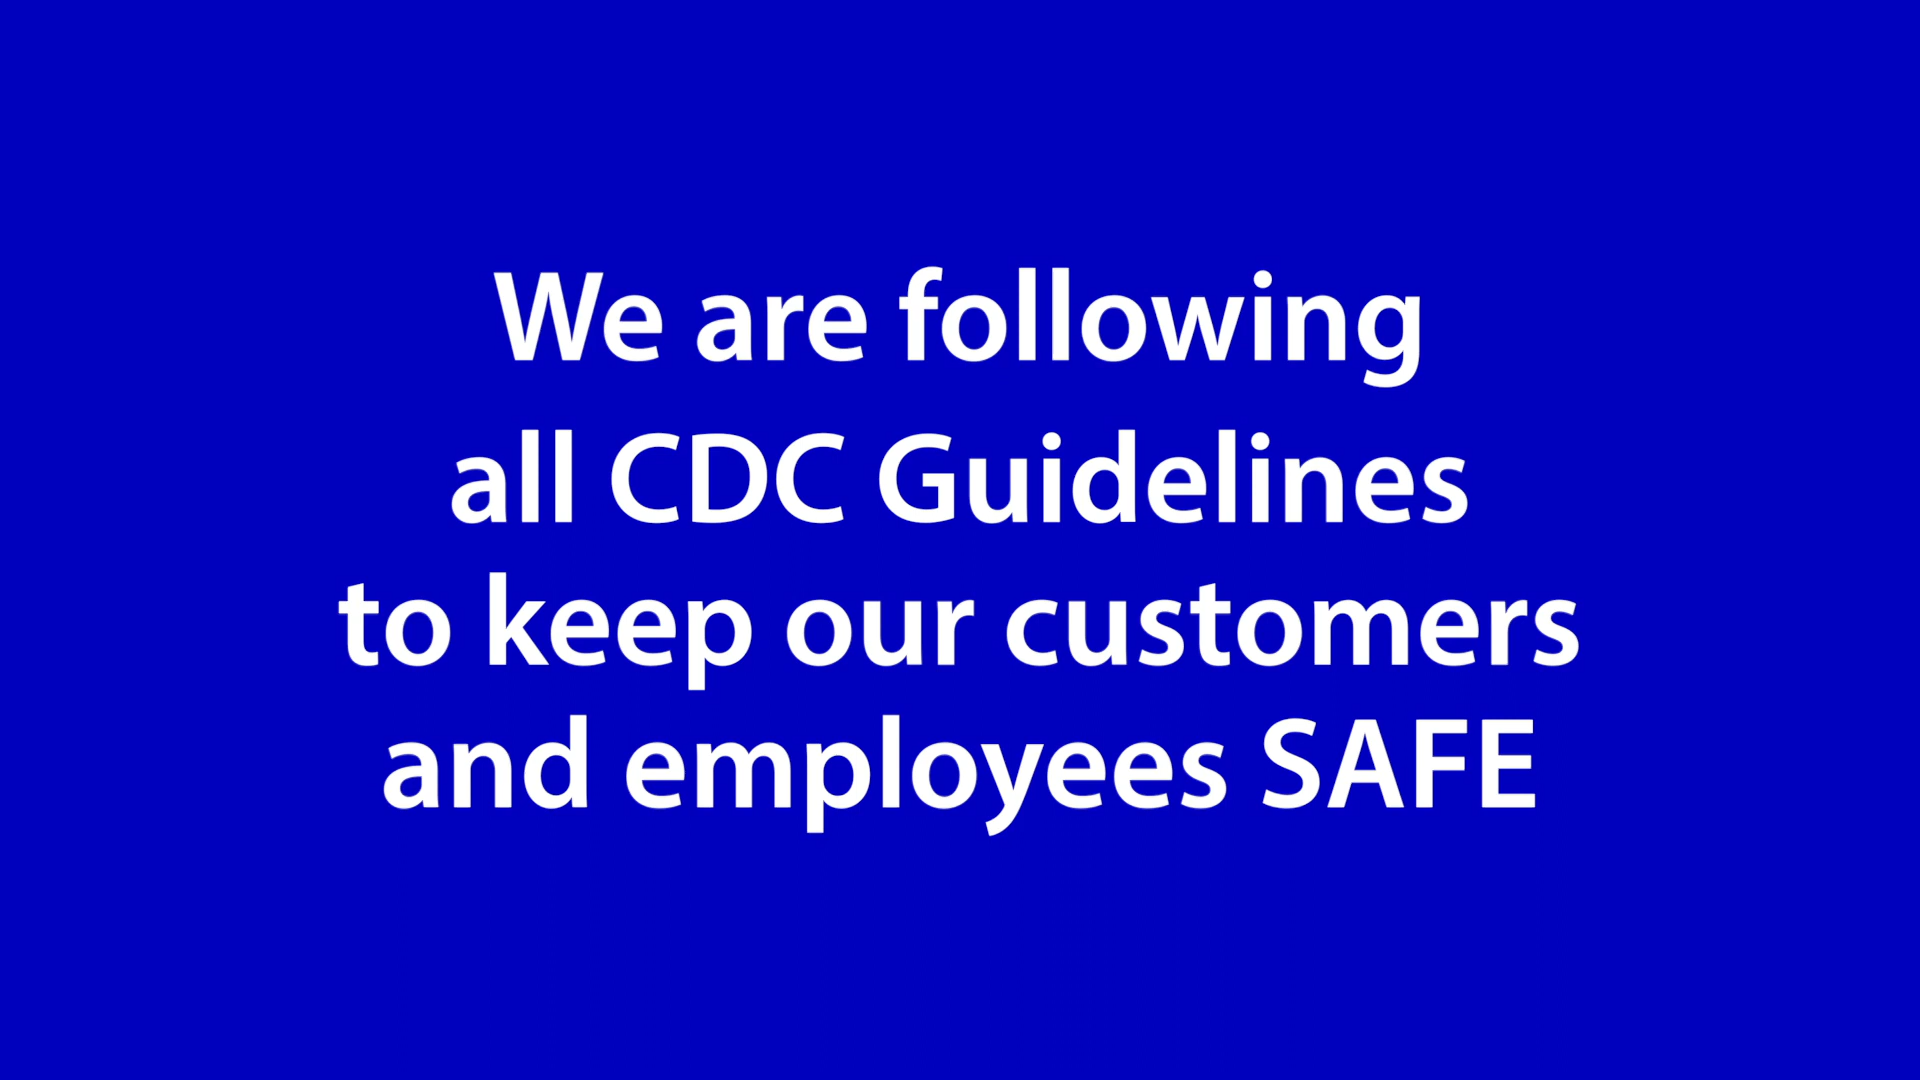 We are following
all CDC Guidelines
to keep our customers
and employees SAFE